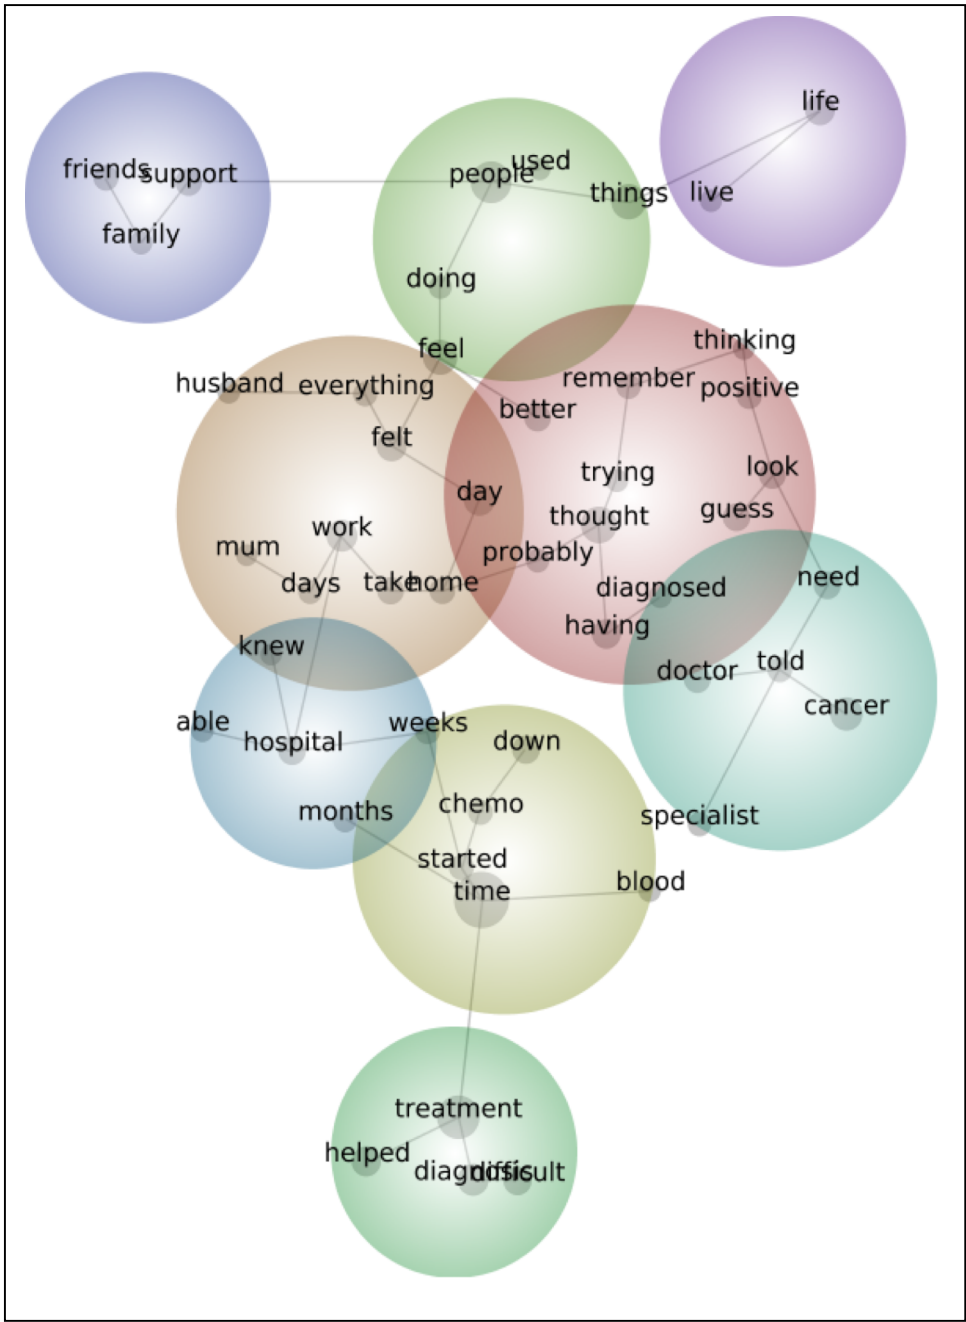 life
used
friends
support
people
things
live
family
doing
thinking
feel
remember
husband
everything
positive
better
felt
look
trying
day
guess
thought
work
mum
probably
need
days
take
home
diagnosed
having
knew
told
doctor
cancer
able
weeks
hospital
down
chemo
months
specialist
started
blood
time
treatment
helped
diagnosis
difficult